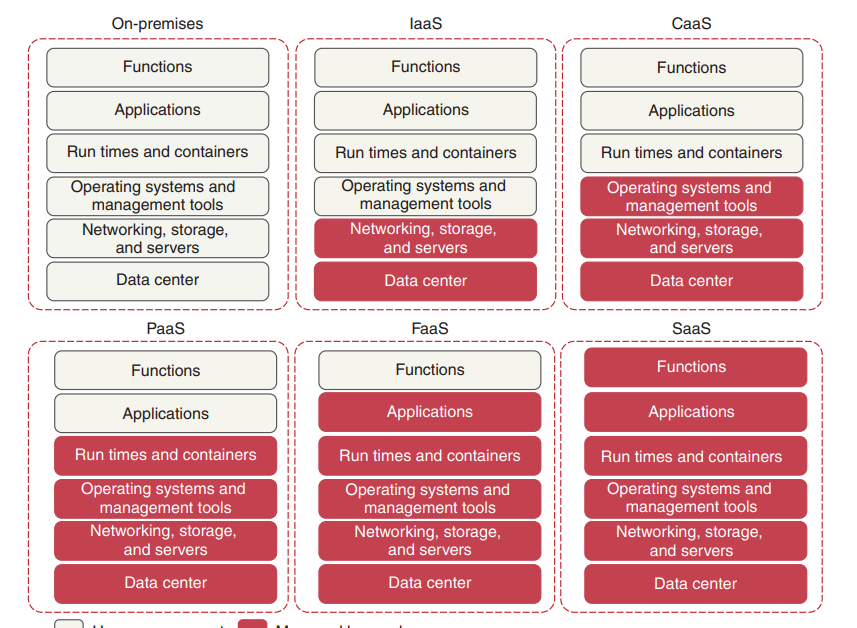 On-premises
Functions
Applications
Run times and containers
Operating systems and
management tools
Networking, storage,
and servers
Data center
IaaS
Functions
Applications
Run times and containers
Operating systems and
management tools
Networking, storage,
and servers
Data center
CaaS
Functions
Applications
Run times and containers
Operating systems and
management tools
Networking, storage,
and servers
Data center
PaaS
Functions
Applications
Run times and containers
Operating systems and
management tools
Networking, storage,
and servers
Data center
FaaS
Functions
Applications
Run times and containers
Operating systems and
management tools
Networking, storage,
and servers
Data center
SaaS
Functions
Applications
Run times and containers
Operating systems and
management tools
Networking, storage,
and servers
Data center